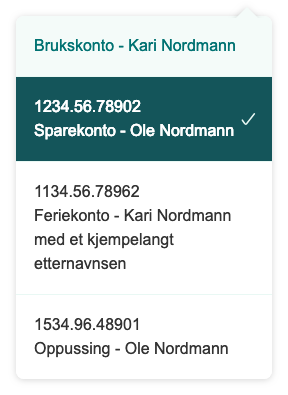 Brukskonto - Kari Nordmann
1234.56.78902
Sparekonto - Ole Nordmann
1134.56.78962
Feriekonto - Kari Nordmann
med et kjempelangt
etternavnsen
1534.96.48901
Oppussing - Ole Nordmann